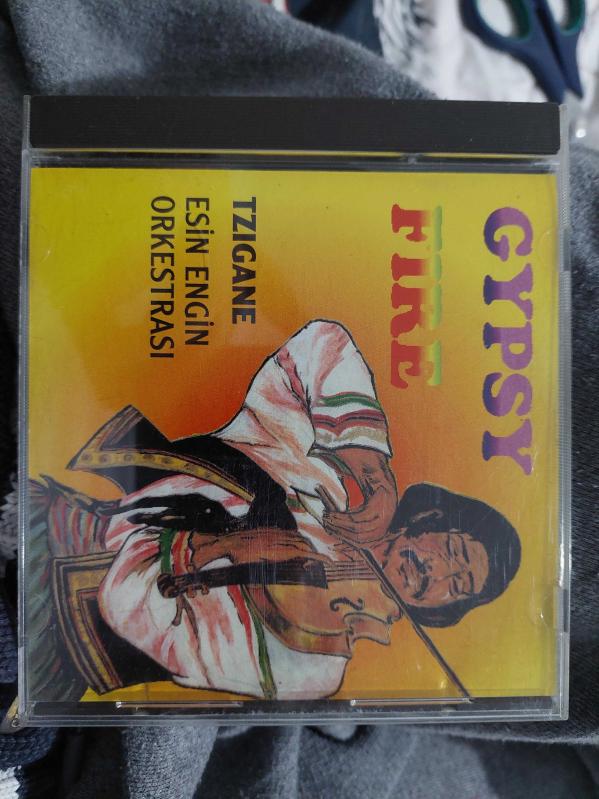 GYPSY
FIRE
TZIGANE
ESİN ENGİN
ORKESTRASI